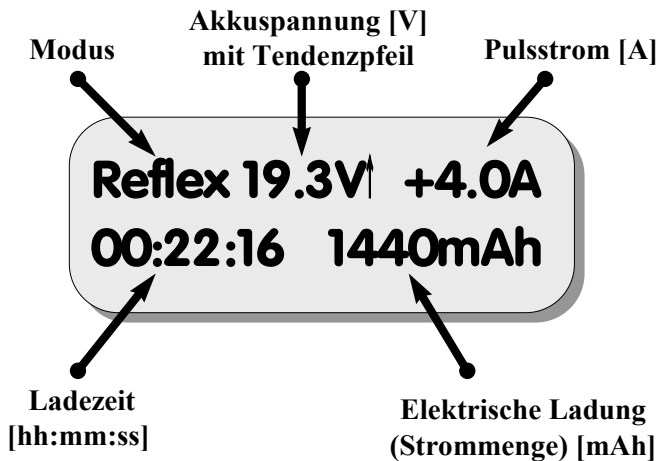 Modus
Akkuspannung [V]
mit Tendenzpfeil
Pulsstrom [A]
Reflex 19.3V↑ +4.0A
00:22:16 1440mAh
Ladezeit
[hh:mm:ss]
Elektrische Ladung
(Strommenge) [mAh]